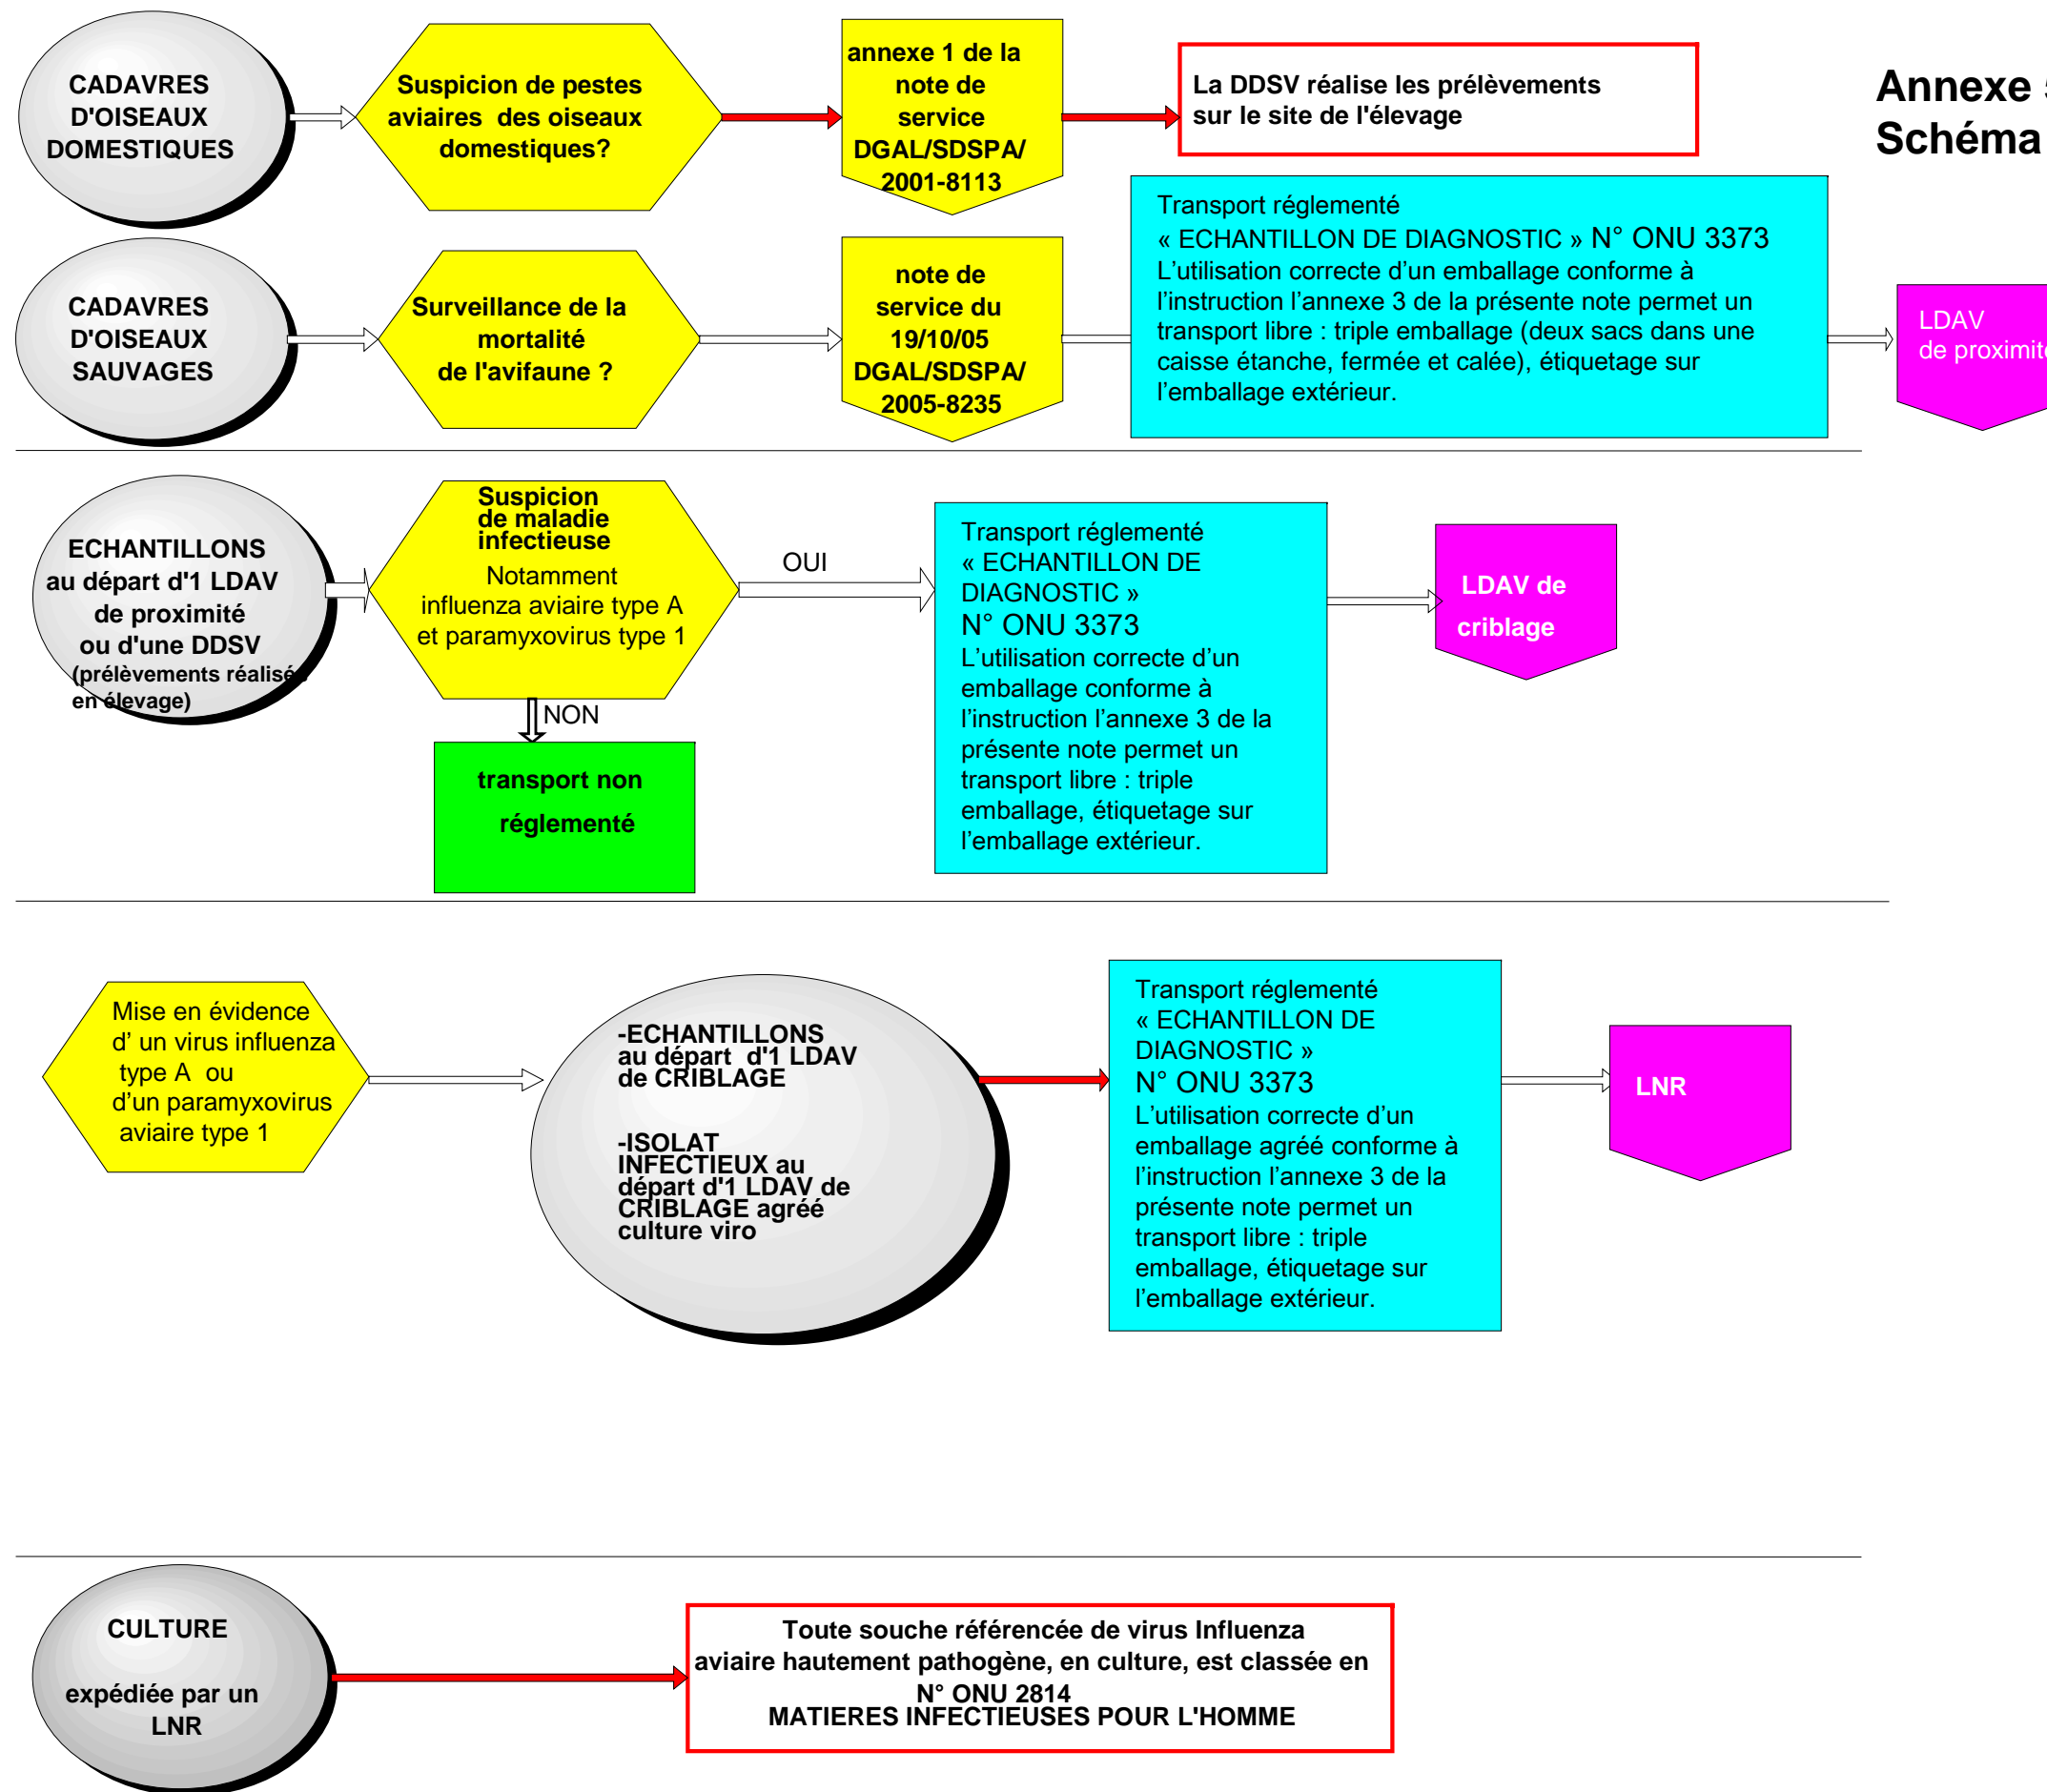 CADAVRES
D'OISEAUX
DOMESTIQUES
Suspicion de pestes
aviaires des oiseaux
domestiques?
annexe 1 de la
note de
service
DGAL/SDSPA/
2001-8113
La DDSV réalise les prélèvements
sur le site de l'élevage
Annexe 5
Schéma
CADAVRES
D'OISEAUX
SAUVAGES
Surveillance de la
mortalité
de l'avifaune ?
note de
service du
19/10/05
DGAL/SDSPA/
2005-8235
Transport réglementé
« ECHANTILLON DE DIAGNOSTIC » N° ONU 3373
L’utilisation correcte d’un emballage conforme à
l’instruction l’annexe 3 de la présente note permet un
transport libre : triple emballage (deux sacs dans une
caisse étanche, fermée et calée), étiquetage sur
l’emballage extérieur.
LDAV
de proximité
ECHANTILLONS
au départ d'1 LDAV
de proximité
ou d'une DDSV
(prélèvements réalisés
en élevage)
Suspicion
de maladie
infectieuse
Notamment
influenza aviaire type A
et paramyxovirus type 1
OUI
NON
transport non
réglementé
Transport réglementé
« ECHANTILLON DE
DIAGNOSTIC »
N° ONU 3373
L’utilisation correcte d’un
emballage conforme à
l’instruction l’annexe 3 de la
présente note permet un
transport libre : triple
emballage, étiquetage sur
l’emballage extérieur.
LDAV de
criblage
Mise en évidence
d’ un virus influenza
type A ou
d’un paramyxovirus
aviaire type 1
-ECHANTILLONS
au départ d'1 LDAV
de CRIBLAGE
-ISOLAT
INFECTIEUX au
départ d'1 LDAV de
CRIBLAGE agréé
culture viro
Transport réglementé
« ECHANTILLON DE
DIAGNOSTIC »
N° ONU 3373
L’utilisation correcte d’un
emballage agréé conforme à
l’instruction l’annexe 3 de la
présente note permet un
transport libre : triple
emballage, étiquetage sur
l’emballage extérieur.
LNR
CULTURE
expédiée par un
LNR
Toute souche référencée de virus Influenza
aviaire hautement pathogène, en culture, est classée en
N° ONU 2814
MATIERES INFECTIEUSES POUR L'HOMME